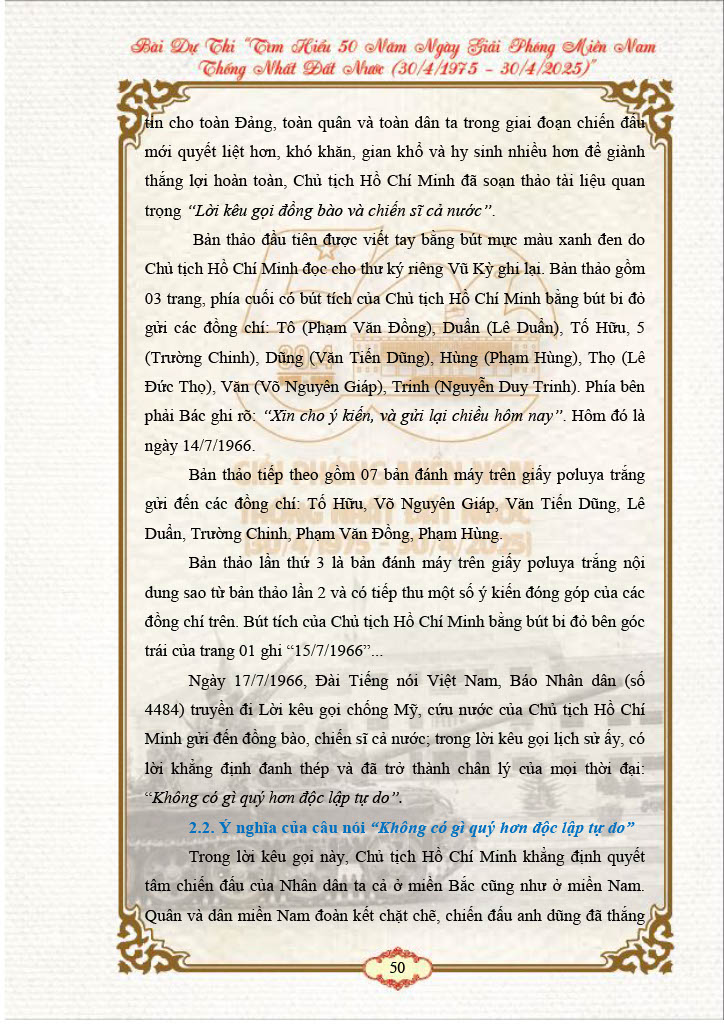 Bài Dự Thi “Tìm Hiểu 50 Năm Ngày Giải Phóng Miền Nam
Thống Nhất Đất Nước (30/4/1975 – 30/4/2025)”
tin cho toàn Đảng, toàn quân và toàn dân ta trong giai đoạn chiến đấu
mới quyết liệt hơn, khó khăn, gian khổ và hy sinh nhiều hơn để giành
thắng lợi hoàn toàn, Chủ tịch Hồ Chí Minh đã soạn thảo tài liệu quan
trọng “Lời kêu gọi đồng bào và chiến sĩ cả nước”.
Bản thảo đầu tiên được viết tay bằng bút mực màu xanh đen do
Chủ tịch Hồ Chí Minh đọc cho thư ký riêng Vũ Kỳ ghi lại. Bản thảo gồm
03 trang, phía cuối có bút tích của Chủ tịch Hồ Chí Minh bằng bút bi đỏ
gửi các đồng chí: Tô (Phạm Văn Đồng), Duẩn (Lê Duẩn), Tố Hữu, 5
(Trường Chinh), Dũng (Văn Tiến Dũng), Hùng (Phạm Hùng), Thọ (Lê
Đức Thọ), Văn (Võ Nguyên Giáp), Trinh (Nguyễn Duy Trinh). Phía bên
phải Bác ghi rõ: “Xin cho ý kiến, và gửi lại chiều hôm nay”. Hôm đó là
ngày 14/7/1966.
Bản thảo tiếp theo gồm 07 bản đánh máy trên giấy pơluya trắng
gửi đến các đồng chí: Tố Hữu, Võ Nguyên Giáp, Văn Tiến Dũng, Lê
Duẩn, Trường Chinh, Phạm Văn Đồng, Phạm Hùng.
Bản thảo lần thứ 3 là bản đánh máy trên giấy pơluya trắng nội
dung sao từ bản thảo lần 2 và có tiếp thu một số ý kiến đóng góp của các
đồng chí trên. Bút tích của Chủ tịch Hồ Chí Minh bằng bút bi đỏ bên góc
trái của trang 01 ghi “15/7/1966”...
Ngày 17/7/1966, Đài Tiếng nói Việt Nam, Báo Nhân dân (số
4484) truyền đi Lời kêu gọi chống Mỹ, cứu nước của Chủ tịch Hồ Chí
Minh gửi đến đồng bào, chiến sĩ cả nước; trong lời kêu gọi lịch sử ấy, có
lời khẳng định đanh thép và đã trở thành chân lý của mọi thời đại:
“Không có gì quý hơn độc lập tự do”.
2.2. Ý nghĩa của câu nói “Không có gì quý hơn độc lập tự do”
Trong lời kêu gọi này, Chủ tịch Hồ Chí Minh khẳng định quyết
tâm chiến đấu của Nhân dân ta cả ở miền Bắc cũng như ở miền Nam.
Quân và dân miền Nam đoàn kết chặt chẽ, chiến đấu anh dũng đã thắng
30.4
GIẢI PHÓNG MIỀN NAM
THỐNG NHẤT ĐẤT NƯỚC
(30/4/1975 - 30/4/2025)
50